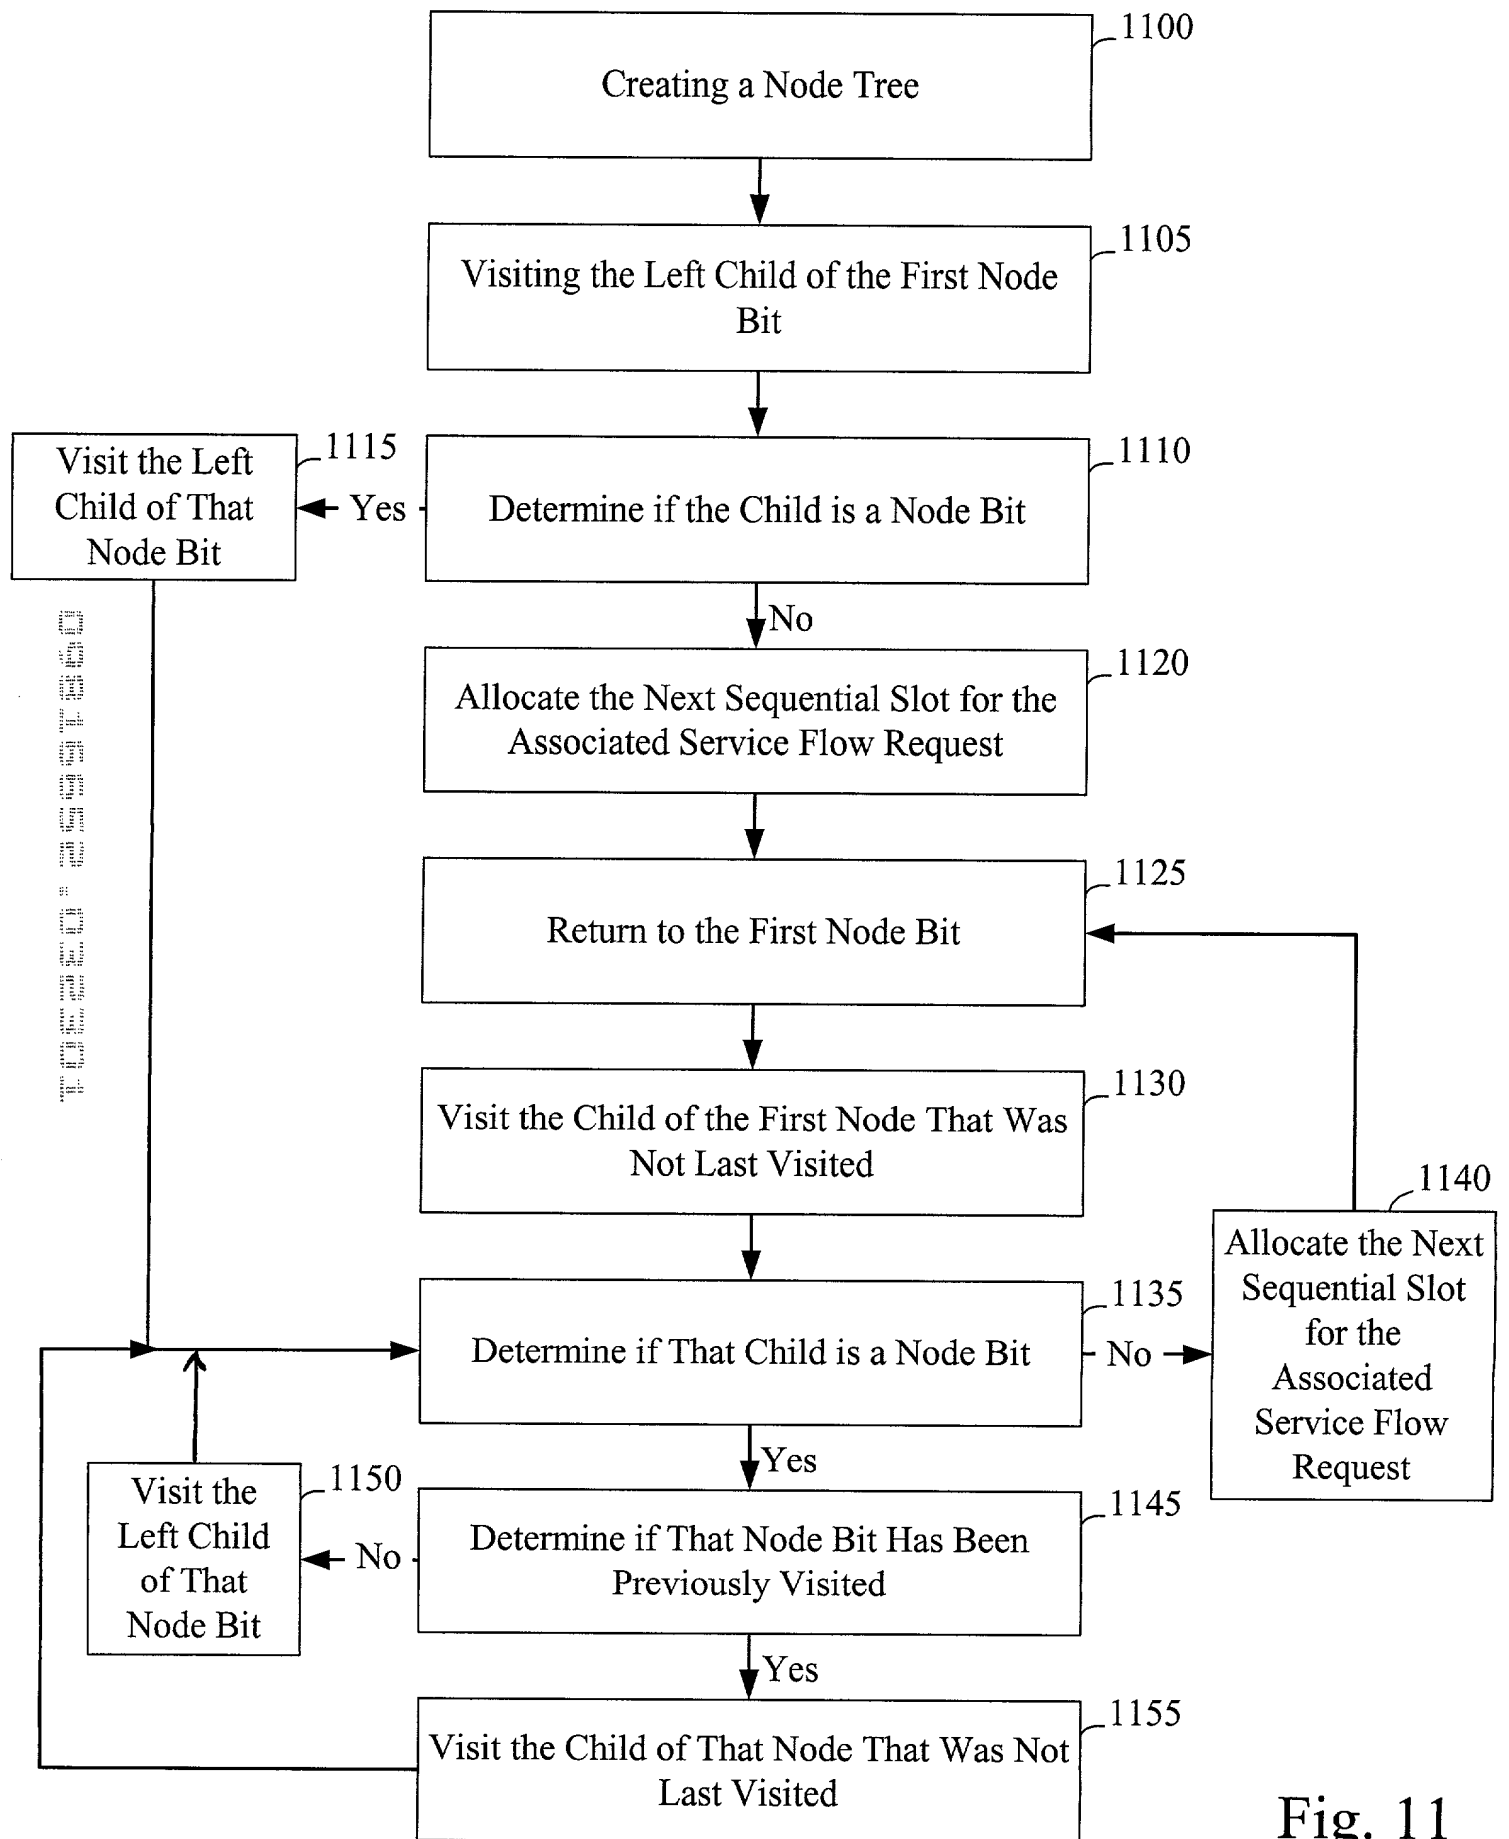 1100
Creating a Node Tree
1105
Visiting the Left Child of the First Node
Bit
1115
Visit the Left
Child of That
Node Bit
Yes
1110
Determine if the Child is a Node Bit
No
1120
Allocate the Next Sequential Slot for the
Associated Service Flow Request
1125
Return to the First Node Bit
1130
Visit the Child of the First Node That Was
Not Last Visited
1135
Determine if That Child is a Node Bit
No
1140
Allocate the Next
Sequential Slot
for the
Associated
Service Flow
Request
Yes
1150
Visit the
Left Child
of That
Node Bit
No
1145
Determine if That Node Bit Has Been
Previously Visited
Yes
1155
Visit the Child of That Node That Was Not
Last Visited
Fig. 11